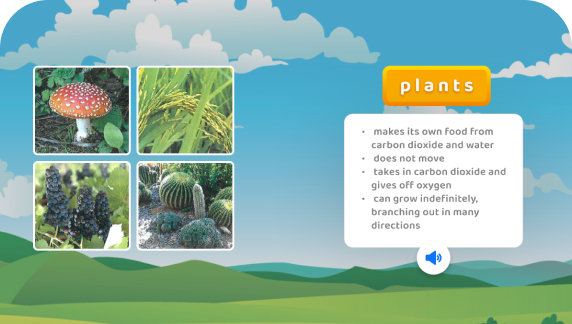 plants
• makes its own food from
carbon dioxide and water
• does not move
• takes in carbon dioxide and
gives off oxygen
• can grow indefinitely,
branching out in many
directions